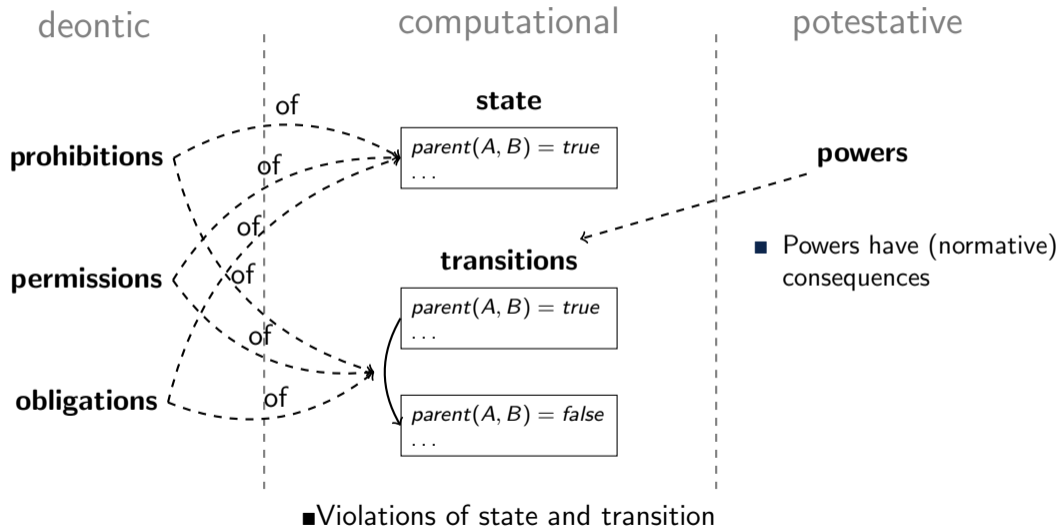 deontic
computational
potestative
state
of
prohibitions
parent(A, B) = true
. . .
powers
of
of
transitions
Powers have (normative)
consequences
permissions
of
parent(A, B) = true
. . .
of
obligations
of
parent(A, B) = false
. . .
Violations of state and transition